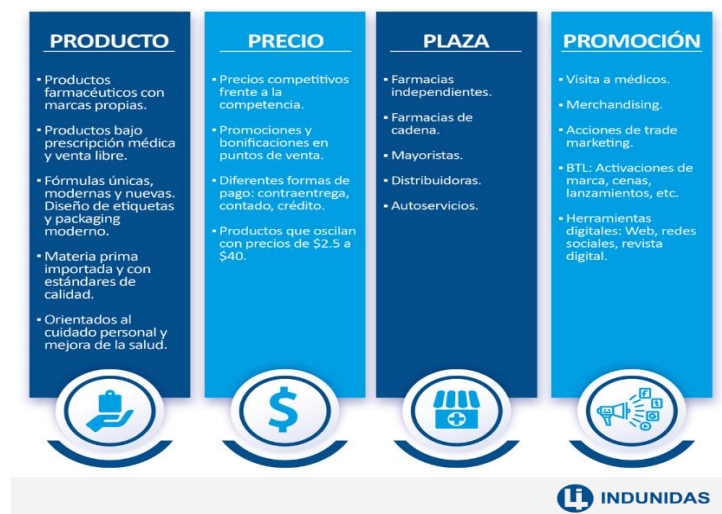 PRODUCTO
▪ Productos
farmacéuticos con
marcas propias.
▪ Productos bajo
prescripción médica
y venta libre.
▪ Fórmulas únicas,
modernas y nuevas.
Diseño de etiquetas
y packaging
moderno.
▪ Materia prima
importada y con
estándares de
calidad.
▪ Orientados al
cuidado personal y
mejora de la salud.
PRECIO
▪ Precios competitivos
frente a la
competencia.
▪ Promociones y
bonificaciones en
puntos de venta.
▪ Diferentes formas de
pago: contraentrega,
contado, crédito.
▪ Productos que oscilan
con precios de $2.5 a
$40.
$
PLAZA
▪ Farmacias
independientes.
▪ Farmacias de
cadena.
▪ Mayoristas.
▪ Distribuidoras.
▪ Autoservicios.
PROMOCIÓN
▪ Visita a médicos.
▪ Merchandising.
▪ Acciones de trade
marketing.
▪ BTL: Activaciones de
marca, cenas,
lanzamientos, etc.
▪ Herramientas
digitales: Web, redes
sociales, revista
digital.
INDUNIDAS